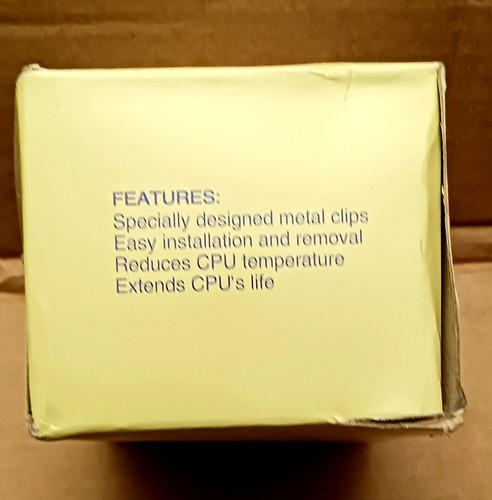 FEATURES:
Specially designed metal clips
Easy installation and removal
Reduces CPU temperature
Extends CPU's life